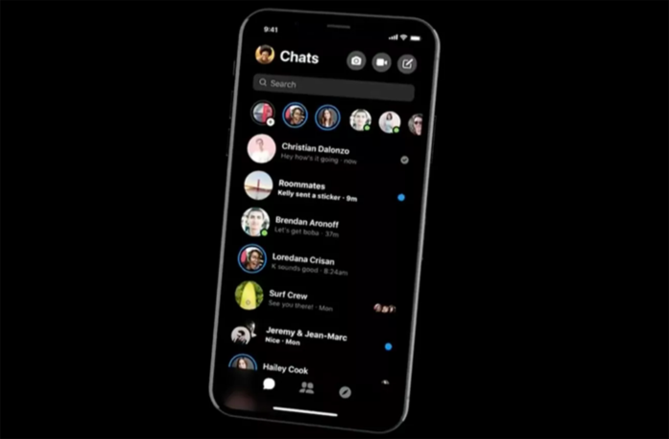 9:41
Chats
Search
Christian Dalonzo
Hey how's it going · now
Roommates
Kelly sent a sticker · 9m
Brendan Aronoff
Let's get boba · 37m
Loredana Crisan
K sounds good · 8:24am
Surf Crew
See you there! · Mon
Jeremy & Jean-Marc
Nice · Mon
Hailey Cook